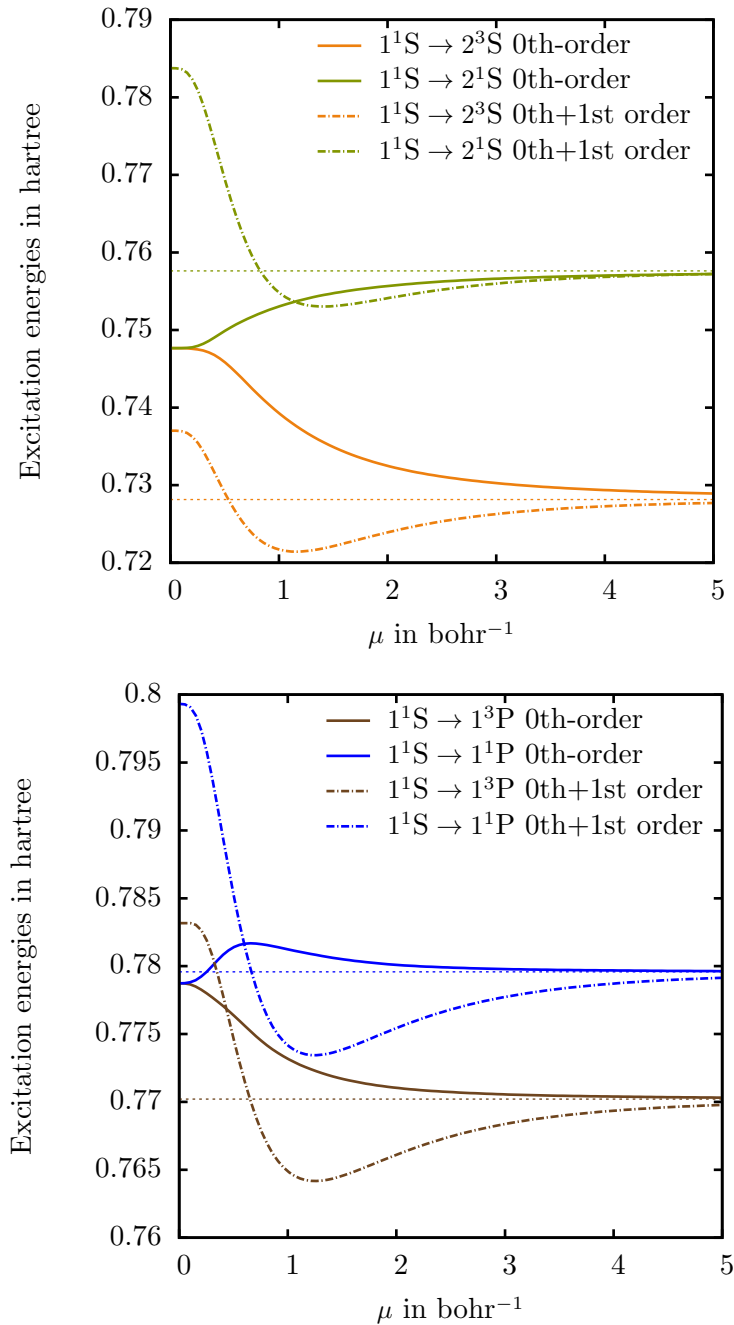 0.79
0.78
0.77
0.76
0.75
0.74
0.73
0.72
Excitation energies in hartree
1¹S → 2³S 0th-order
1¹S → 2¹S 0th-order
1¹S → 2³S 0th+1st order
1¹S → 2¹S 0th+1st order
0 1 2 3 4 5
μ in bohr⁻¹
0.8
0.795
0.79
0.785
0.78
0.775
0.77
0.765
0.76
Excitation energies in hartree
1¹S → 1³P 0th-order
1¹S → 1¹P 0th-order
1¹S → 1³P 0th+1st order
1¹S → 1¹P 0th+1st order
0 1 2 3 4 5
μ in bohr⁻¹